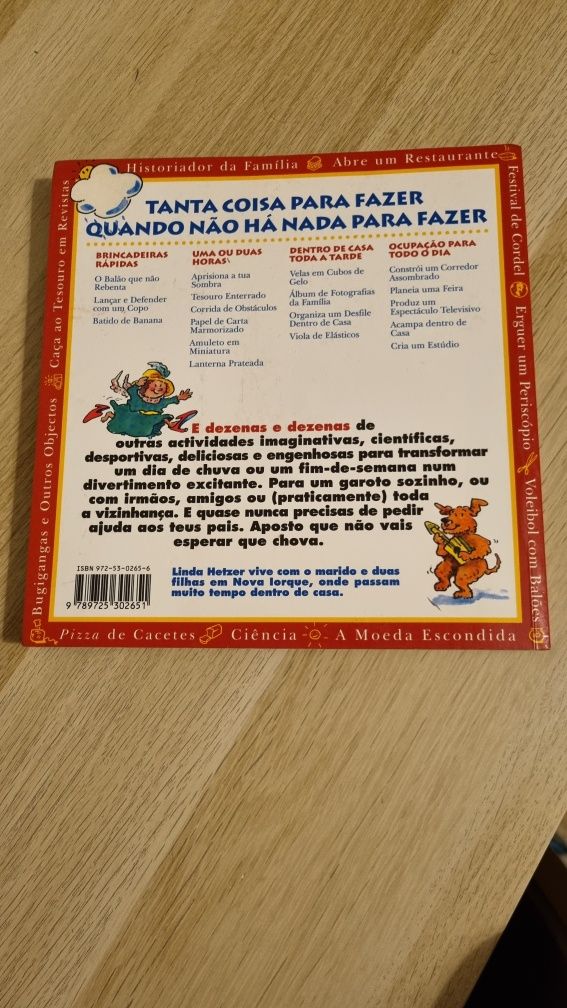 Historiador da Família
Abre um Restaurante
Festival de Cordel
Erguer um Periscópio
Voleibol com Balões
Caça ao Tesouro em Revistas
Bugigangas e Outros Objectos
TANTA COISA PARA FAZER
QUANDO NÃO HÁ NADA PARA FAZER
BRINCADEIRAS
RÁPIDAS
O Balão que não
Rebenta
Lançar e Defender
com um Copo
Batido de Banana
UMA OU DUAS
HORAS
Aprisiona a tua
Sombra
Tesouro Enterrado
Corrida de Obstáculos
Papel de Carta
Marmorizado
Amuleto em
Miniatura
Lanterna Prateada
DENTRO DE CASA
TODA A TARDE
Velas em Cubos de
Gelo
Álbum de Fotografias
da Família
Organiza um Desfile
Dentro de Casa
Viola de Elásticos
OCUPAÇÃO PARA
TODO O DIA
Constrói um Corredor
Assombrado
Planeia uma Feira
Produz um
Espectáculo Televisivo
Acampa dentro de
Casa
Cria um Estúdio
E dezenas e dezenas de
outras actividades imaginativas, científicas,
desportivas, deliciosas e engenhosas para transformar
um dia de chuva ou um fim-de-semana num
divertimento excitante. Para um garoto sozinho, ou
com irmãos, amigos ou (praticamente) toda
a vizinhança. E quase nunca precisas de pedir
ajuda aos teus pais. Aposto que não vais
esperar que chova.
ISBN 972-53-0265-6
9 789725 302651
Linda Hetzer vive com o marido e duas
filhas em Nova Iorque, onde passam
muito tempo dentro de casa.
Pizza de Cacetes
Ciência
A Moeda Escondida